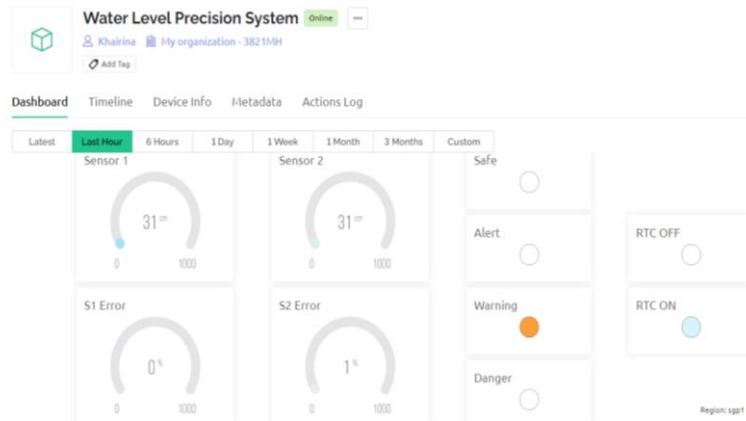 Water Level Precision System Online ...
Khairina My organization - 3821MH
Add Tag
Dashboard Timeline Device Info Metadata Actions Log
Latest Last Hour 6 Hours 1 Day 1 Week 1 Month 3 Months Custom
Sensor 1
31 cm
0 1000
Sensor 2
31 cm
0 1000
Safe
Alert
RTC OFF
S1 Error
0 %
0 1000
S2 Error
1 %
0 1000
Warning
RTC ON
Danger
Region: sgp1